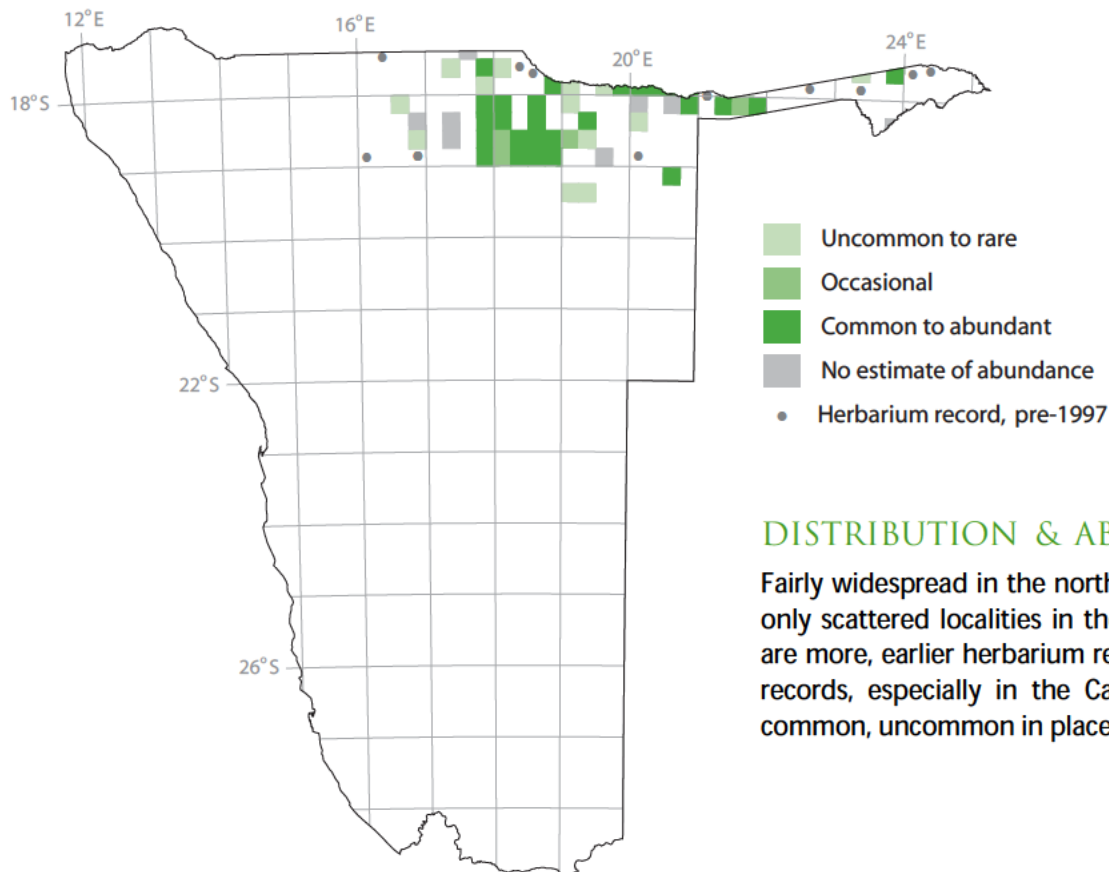 12°E
16°E
20°E
24°E
18°S
22°S
26°S
Uncommon to rare
Occasional
Common to abundant
No estimate of abundance
Herbarium record, pre-1997
DISTRIBUTION & AB
Fairly widespread in the north
only scattered localities in th
are more, earlier herbarium re
records, especially in the Ca
common, uncommon in place